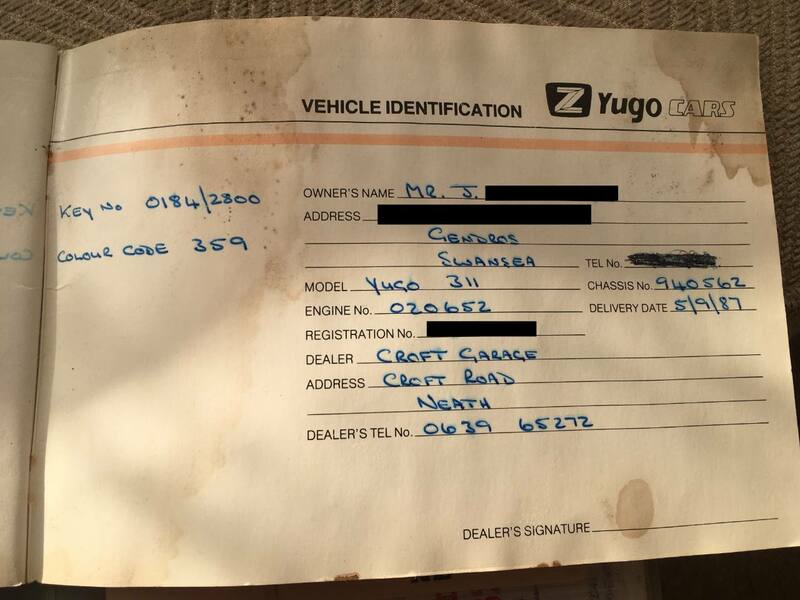 VEHICLE IDENTIFICATION
Z Yugo CARS
KEY NO 0184/2800
COLOUR CODE 359
OWNER'S NAME MR. J.
ADDRESS
GENDROS
SWANSEA
TEL No.
MODEL YUGO 311
CHASSIS No. 940562
ENGINE No. 020652
DELIVERY DATE 5/9/87
REGISTRATION No.
DEALER CROFT GARAGE
ADDRESS CROFT ROAD
NEATH
DEALER'S TEL No. 0639 65272
DEALER'S SIGNATURE